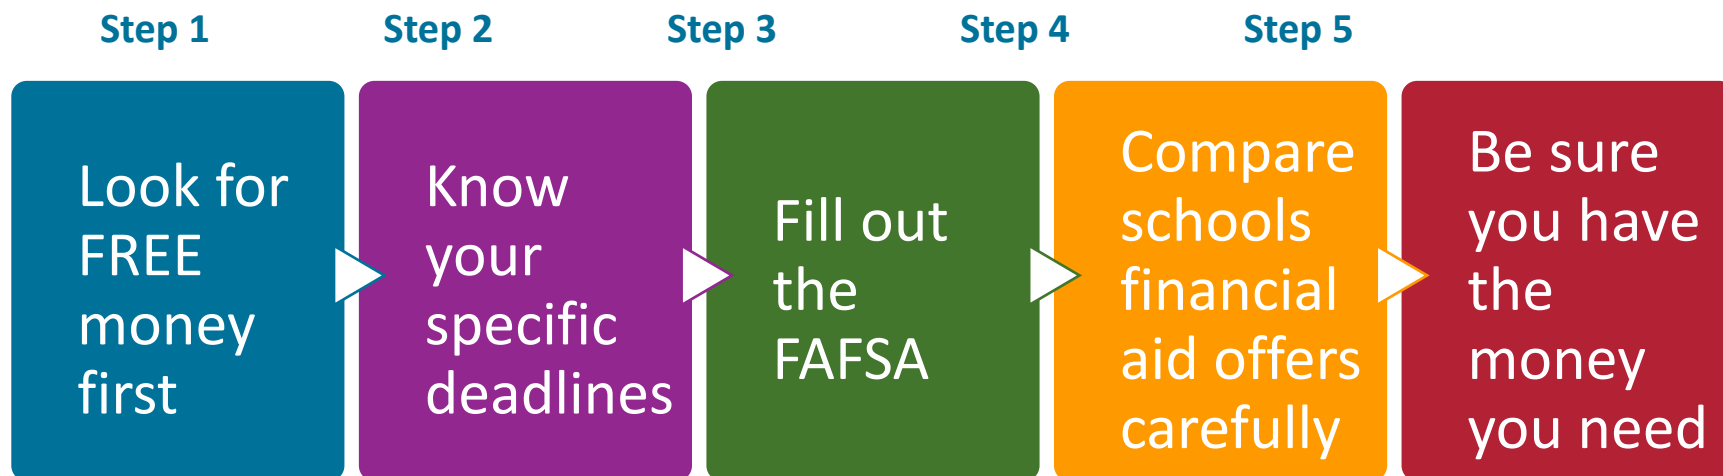 Step 1 Step 2 Step 3 Step 4 Step 5
Look for
FREE
money
first
Know
your
specific
deadlines
Fill out
the
FAFSA
Compare
schools
financial
aid offers
carefully
Be sure
you have
the
money
you need